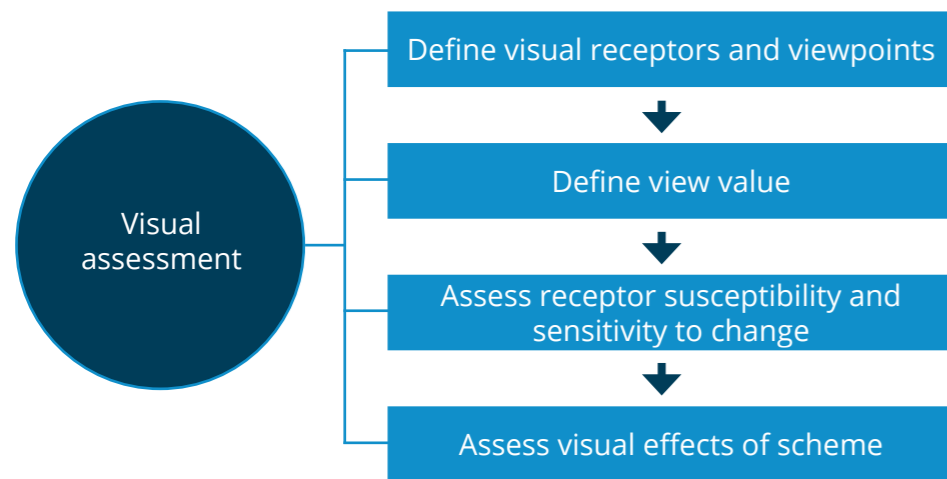 Visual
assessment
Define visual receptors and viewpoints
Define view value
Assess receptor susceptibility and
sensitivity to change
Assess visual effects of scheme